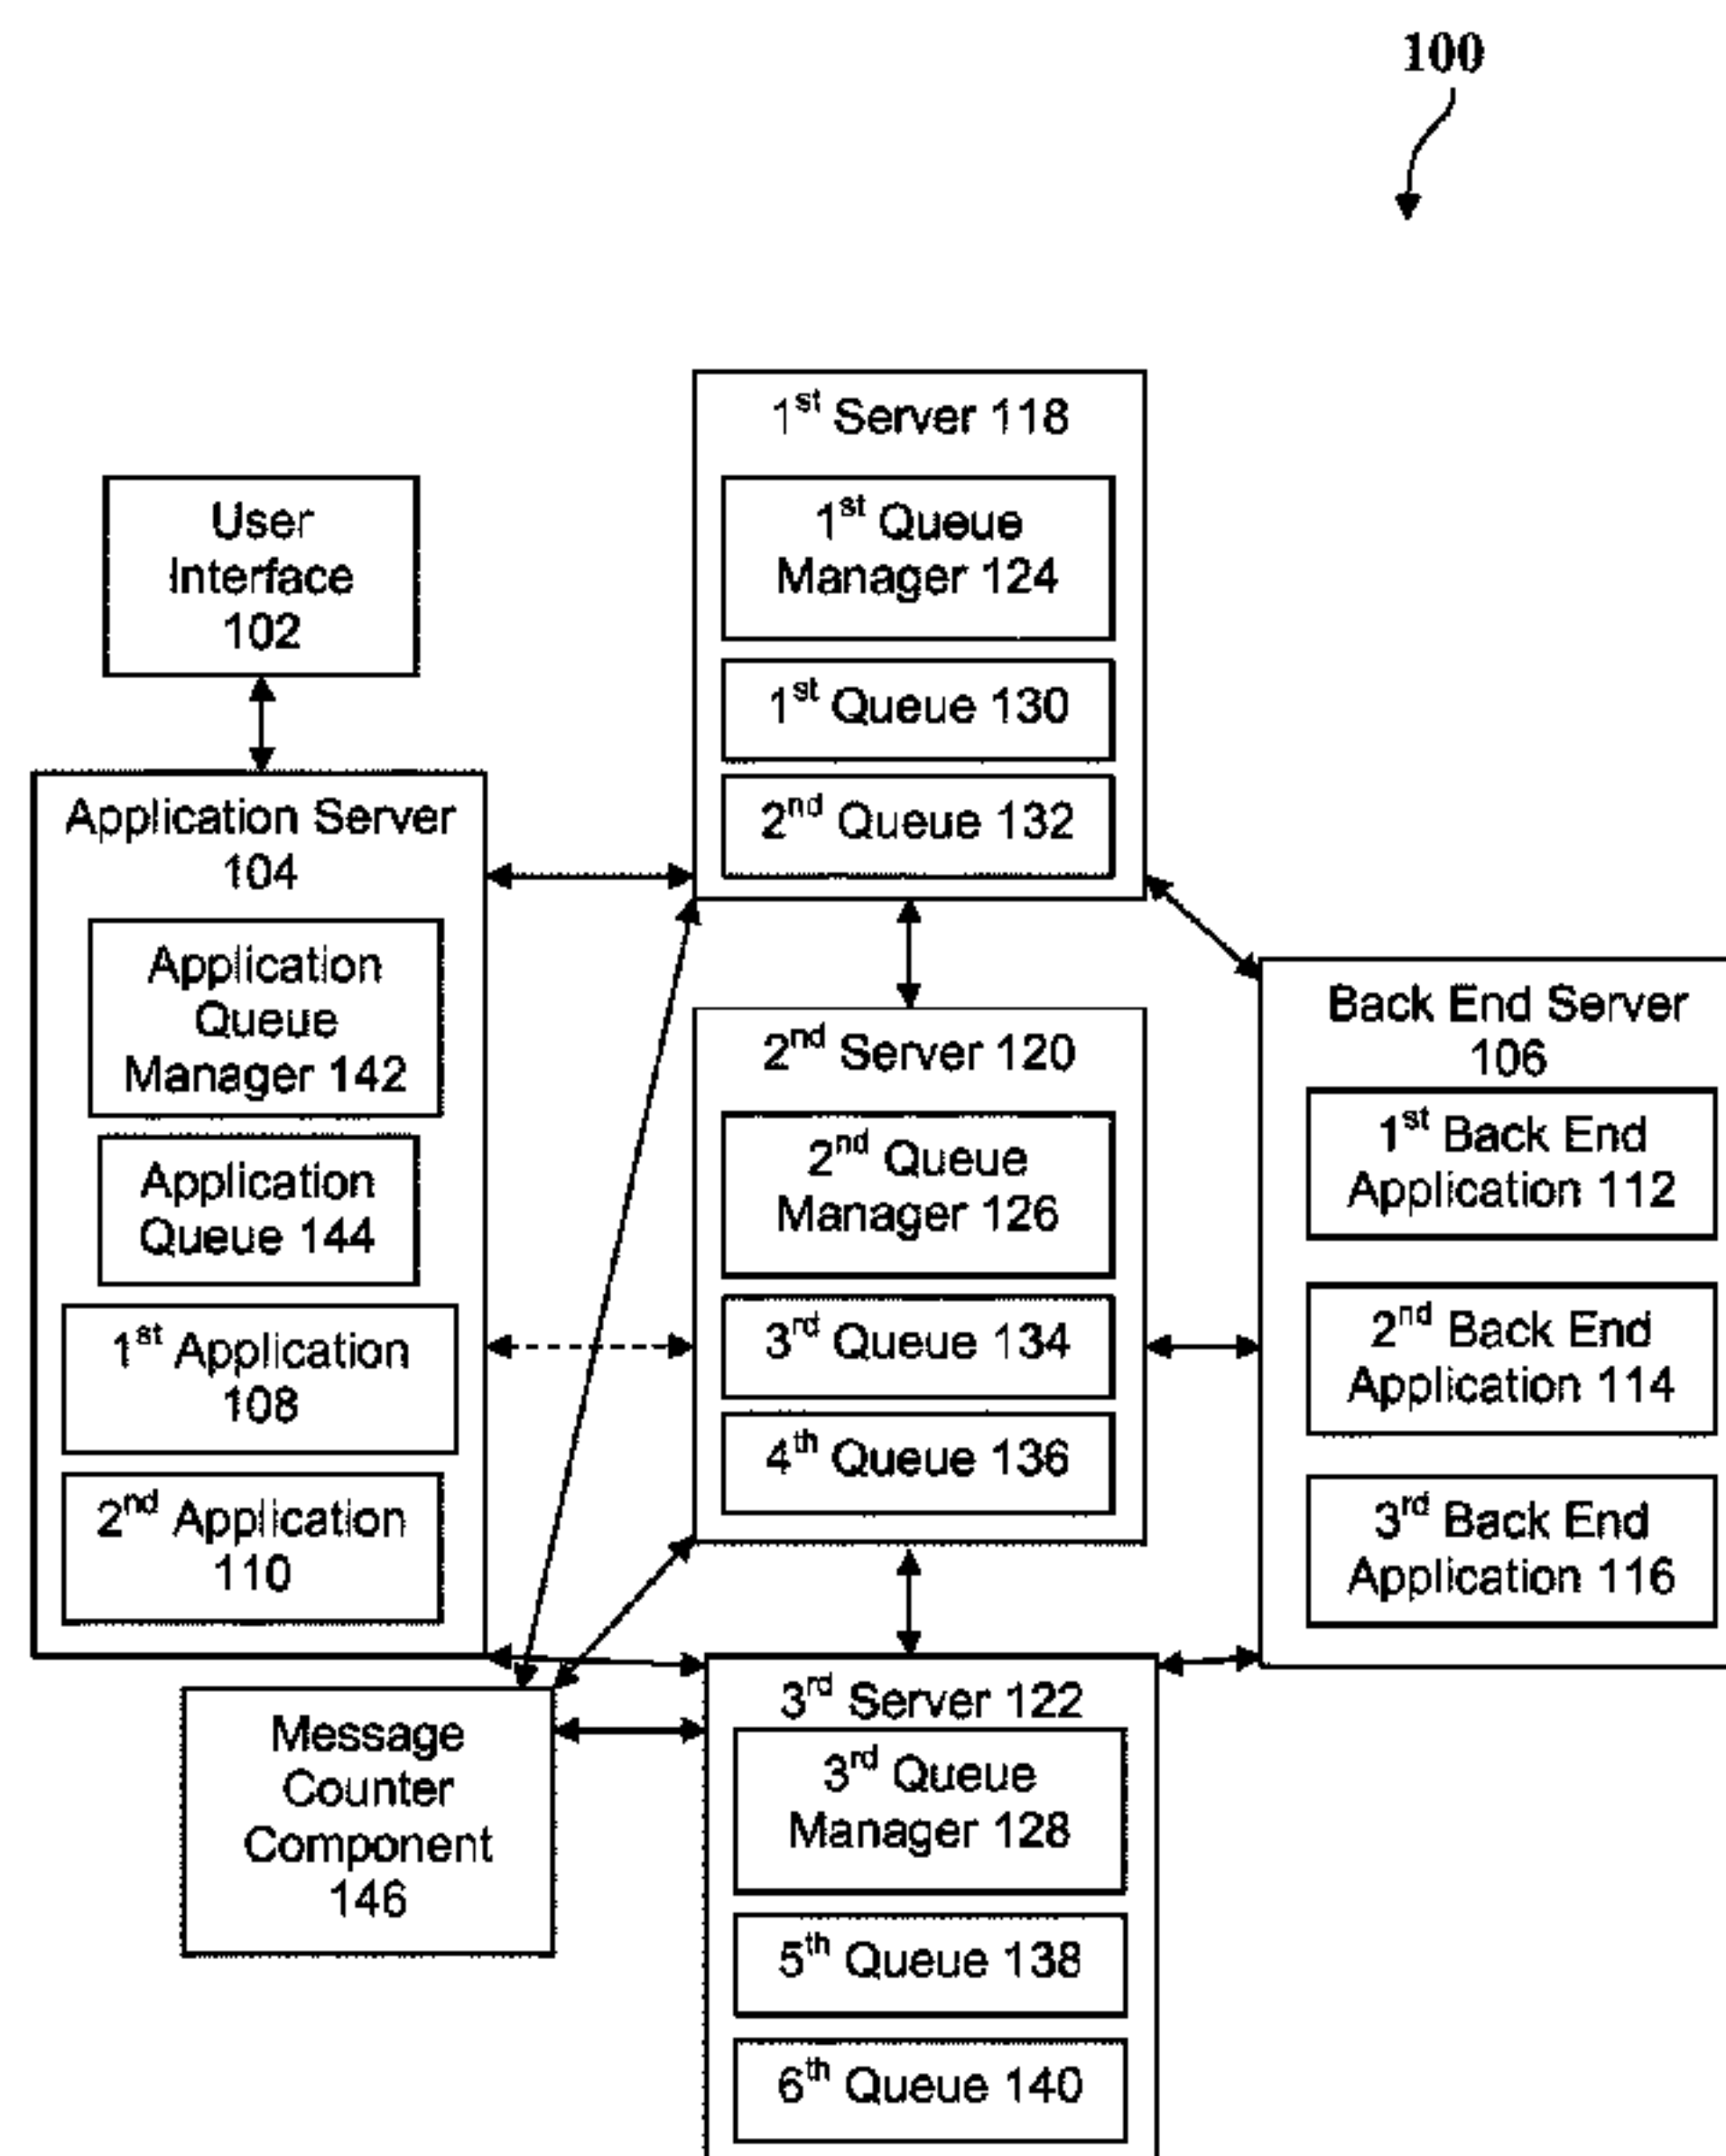 100
1st Server 118
1st Queue
Manager 124
1st Queue 130
2nd Queue 132
User
Interface
102
Application Server
104
Application
Queue
Manager 142
Application
Queue 144
1st Application
108
2nd Application
110
2nd Server 120
2nd Queue
Manager 126
3rd Queue 134
4th Queue 136
Back End Server
106
1st Back End
Application 112
2nd Back End
Application 114
3rd Back End
Application 116
Message
Counter
Component
146
3rd Server 122
3rd Queue
Manager 128
5th Queue 138
6th Queue 140